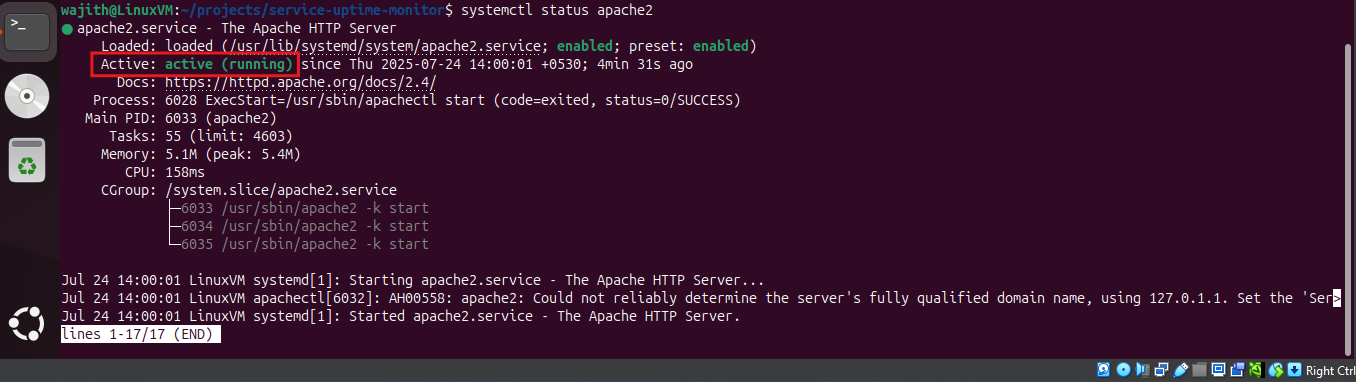 wajith@LinuxVM:~/projects/service-uptime-monitor$ systemctl status apache2
● apache2.service - The Apache HTTP Server
Loaded: loaded (/usr/lib/systemd/system/apache2.service; enabled; preset: enabled)
Active: active (running) since Thu 2025-07-24 14:00:01 +0530; 4min 31s ago
Docs: https://httpd.apache.org/docs/2.4/
Process: 6028 ExecStart=/usr/sbin/apachectl start (code=exited, status=0/SUCCESS)
Main PID: 6033 (apache2)
Tasks: 55 (limit: 4603)
Memory: 5.1M (peak: 5.4M)
CPU: 158ms
CGroup: /system.slice/apache2.service
├─6033 /usr/sbin/apache2 -k start
├─6034 /usr/sbin/apache2 -k start
└─6035 /usr/sbin/apache2 -k start
Jul 24 14:00:01 LinuxVM systemd[1]: Starting apache2.service - The Apache HTTP Server...
Jul 24 14:00:01 LinuxVM apachectl[6032]: AH00558: apache2: Could not reliably determine the server's fully qualified domain name, using 127.0.1.1. Set the 'Ser>
Jul 24 14:00:01 LinuxVM systemd[1]: Started apache2.service - The Apache HTTP Server.
lines 1-17/17 (END)
Right Ctrl